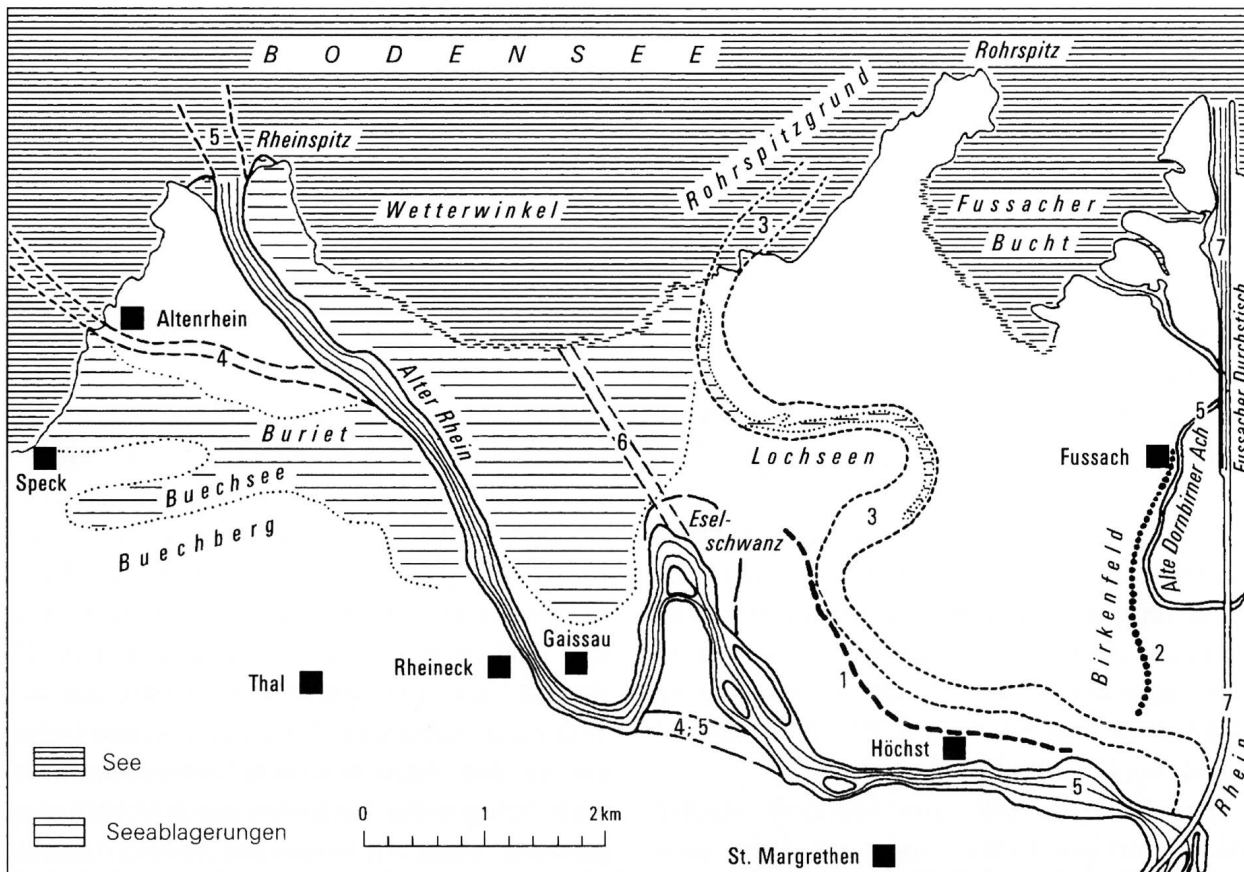 BODENSEE
Rohrspitz
Rohrspitzgrund
5
Rheinspitz
Wetterwinkel
3
Fussacher
Bucht
7
Altenrhein
4
Alter Rhein
Buriet
6
Lochseen
5
Fussacher Durchstich
Fussach
Speck
Buechsee
Buechberg
Esel-
schwanz
3
Alte Dornbirner Ach
Birkenfeld
2
Gaissau
Rheineck
Thal
1
4; 5
7
Höchst
Rhein
5
See
Seeablagerungen
0 1 2 km
St. Margrethen